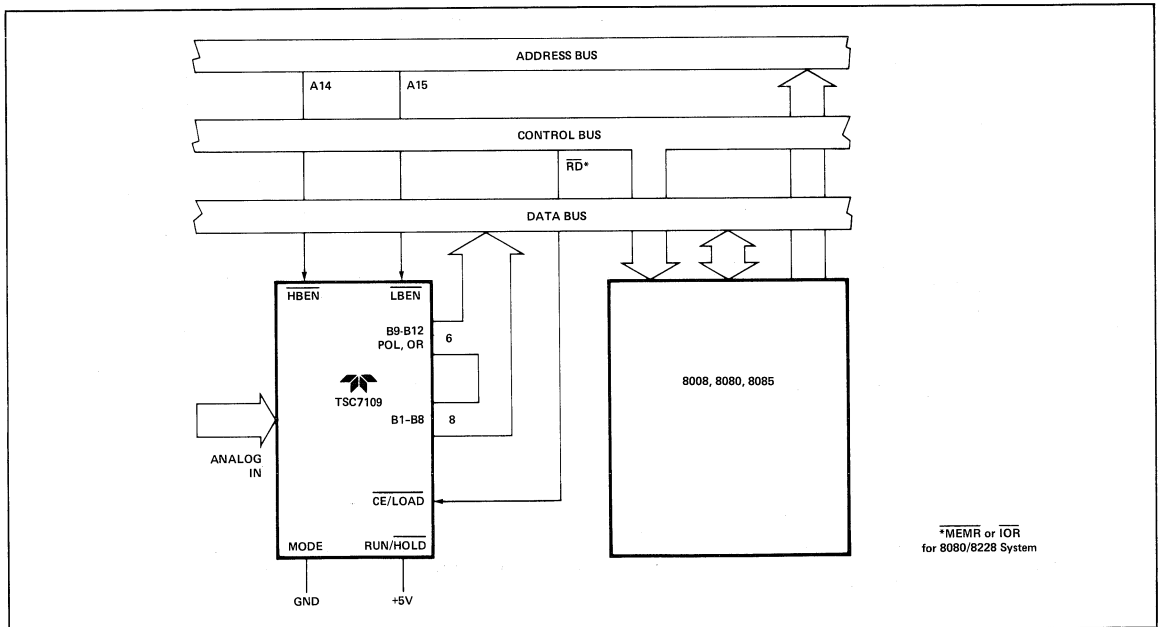 ADDRESS BUS
A14
A15
CONTROL BUS
RD*
DATA BUS
HBEN
LBEN
B9-B12
POL, OR
6
TSC7109
8008, 8080, 8085
B1–B8
8
ANALOG
IN
CE/LOAD
MODE
RUN/HOLD
*MEMR or IOR
for 8080/8228 System
GND
+5V